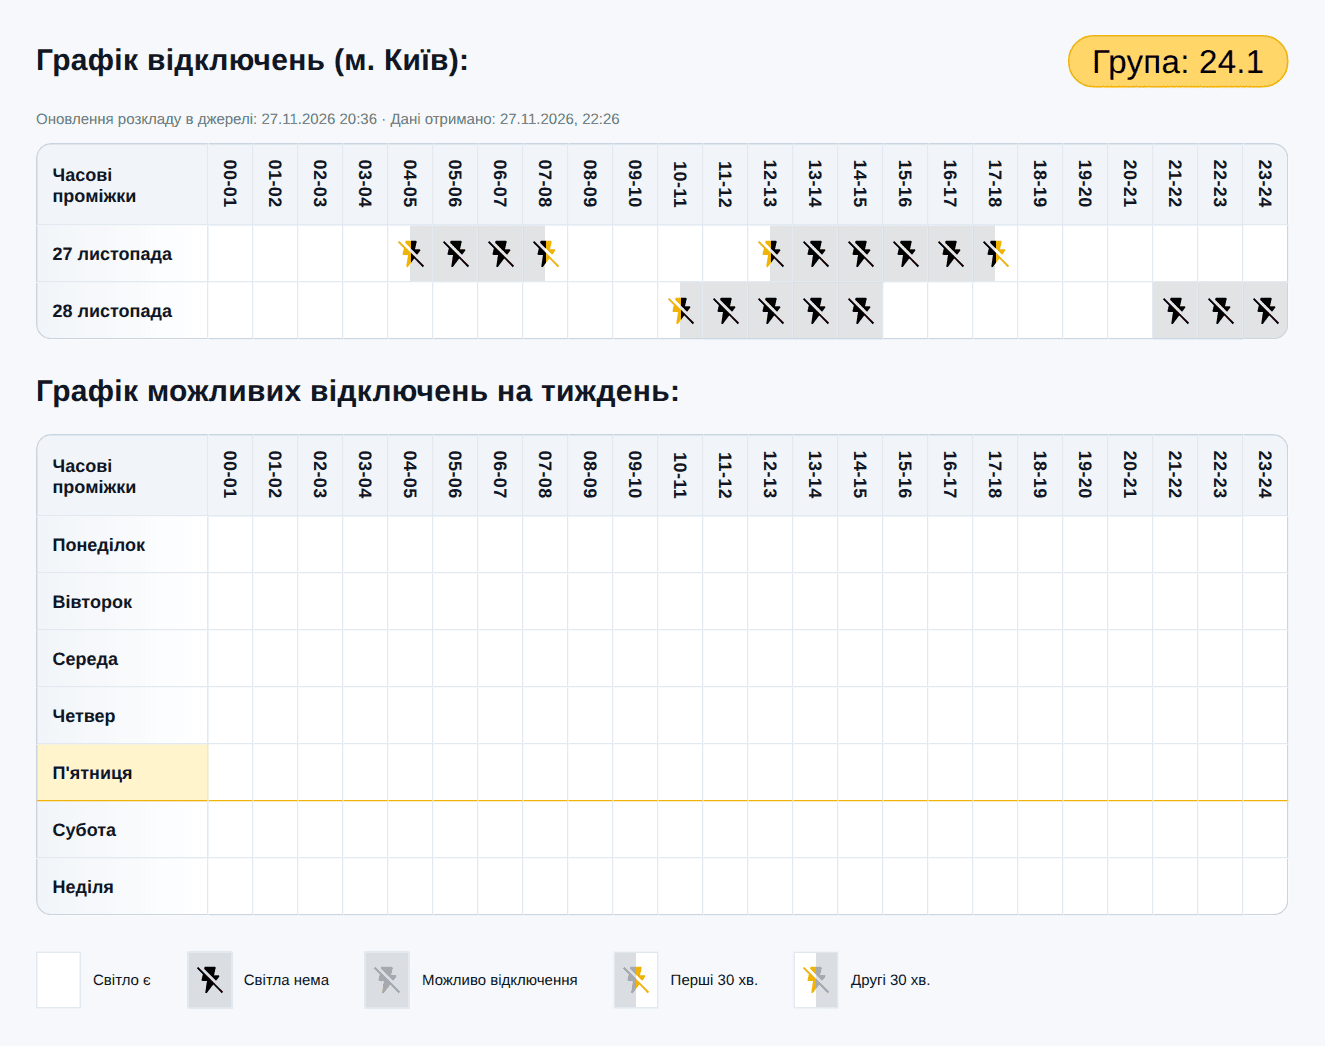 Графік відключень (м. Київ):
Група: 24.1
Оновлення розкладу в джерелі: 27.11.2026 20:36 · Дані отримано: 27.11.2026, 22:26
Часові проміжки 00-01 01-02 02-03 03-04 04-05 05-06 06-07 07-08 08-09 09-10 10-11 11-12 12-13 13-14 14-15 15-16 16-17 17-18 18-19 19-20 20-21 21-22 22-23 23-24
27 листопада
28 листопада
Графік можливих відключень на тиждень:
Часові проміжки 00-01 01-02 02-03 03-04 04-05 05-06 06-07 07-08 08-09 09-10 10-11 11-12 12-13 13-14 14-15 15-16 16-17 17-18 18-19 19-20 20-21 21-22 22-23 23-24
Понеділок
Вівторок
Середа
Четвер
П'ятниця
Субота
Неділя
Світло є Світла нема Можливо відключення Перші 30 хв. Другі 30 хв.